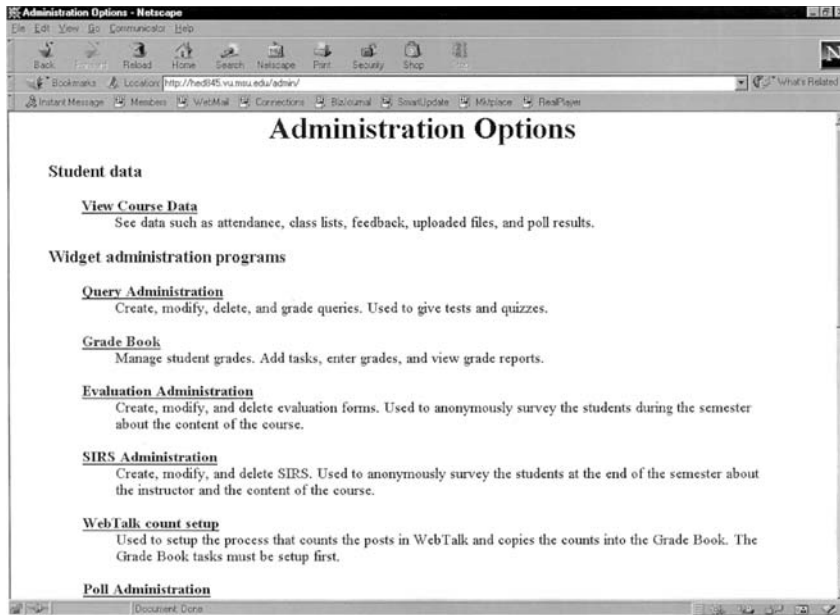 Administration Options - Netscape
File Edit View Go Communicator Help
Back Forward Reload Home Search Netscape Print Security Shop Stop
Bookmarks Location: http://hed845.vu.msu.edu/admin/ What's Related
Instant Message Members WebMail Connections BizJournal SmartUpdate Mktplace RealPlayer
Administration Options
Student data
View Course Data
See data such as attendance, class lists, feedback, uploaded files, and poll results.
Widget administration programs
Query Administration
Create, modify, delete, and grade queries. Used to give tests and quizzes.
Grade Book
Manage student grades. Add tasks, enter grades, and view grade reports.
Evaluation Administration
Create, modify, and delete evaluation forms. Used to anonymously survey the students during the semester
about the content of the course.
SIRS Administration
Create, modify, and delete SIRS. Used to anonymously survey the students at the end of the semester about
the instructor and the content of the course.
WebTalk count setup
Used to setup the process that counts the posts in WebTalk and copies the counts into the Grade Book. The
Grade Book tasks must be setup first.
Poll Administration
Document: Done